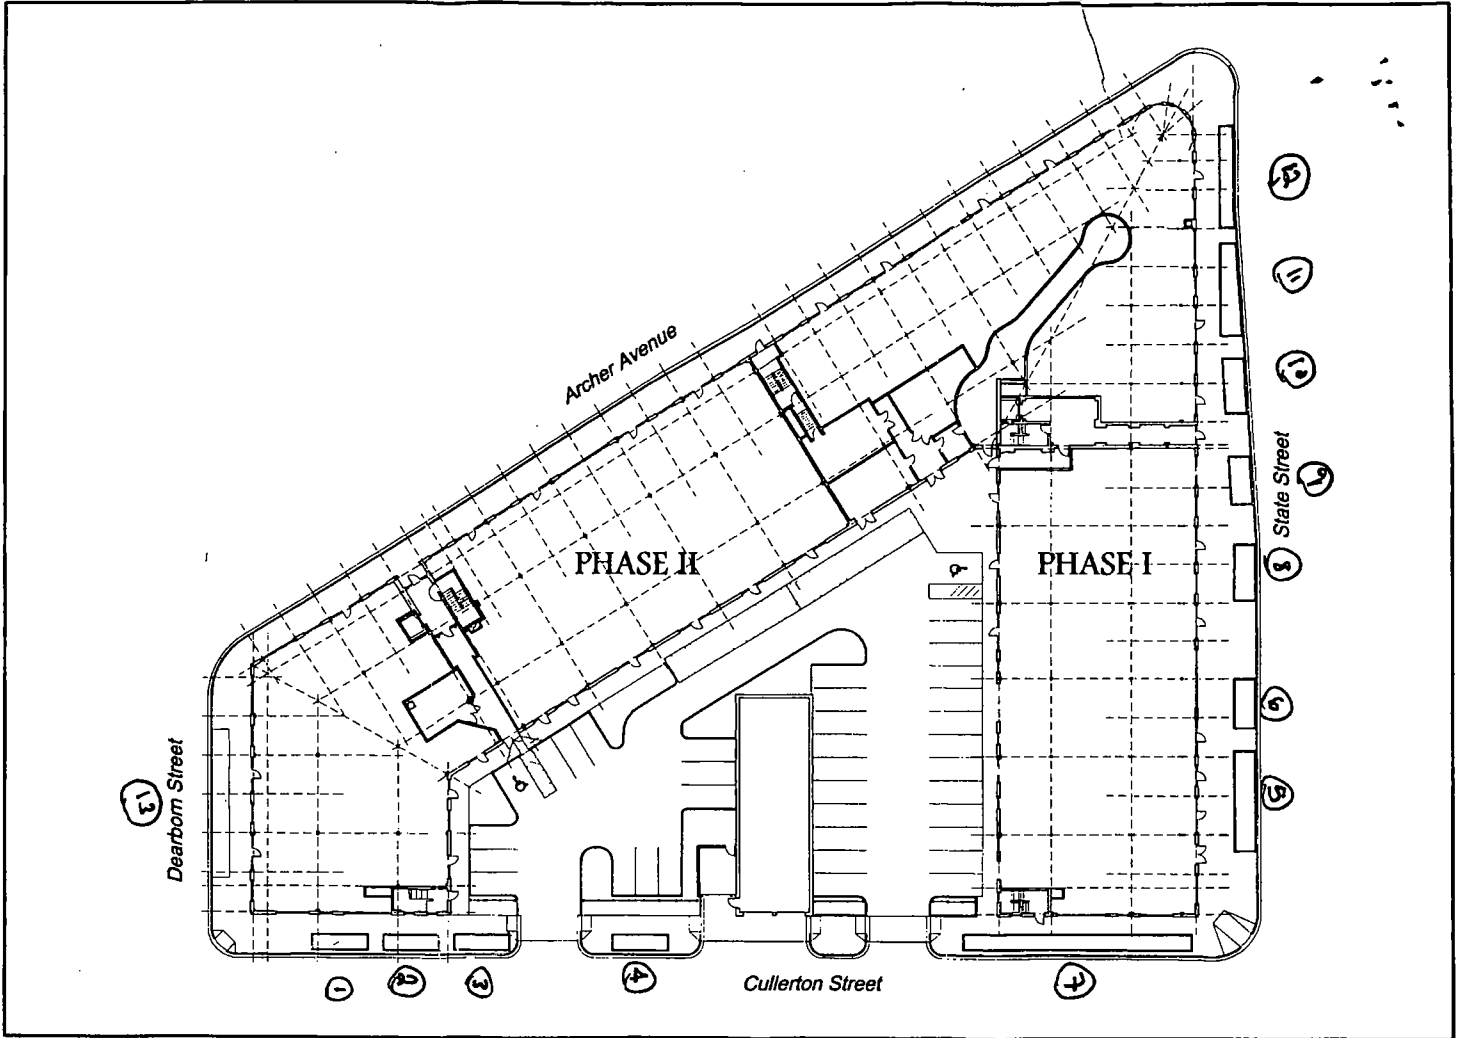 12
11
Archer Avenue
10
State Street
9
8
PHASE II
PHASE I
6
5
Dearborn Street
13
1
2
3
4
Cullerton Street
7